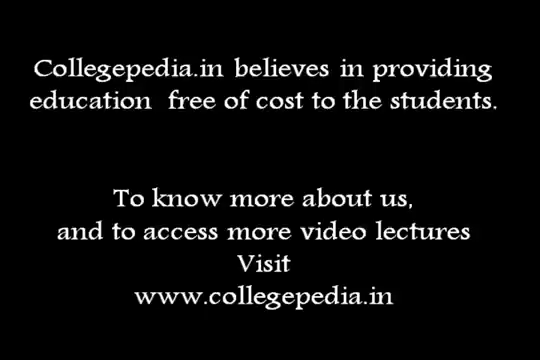 Collegepedia.in believes in providing
education free of cost to the students.
To know more about us,
and to access more video lectures
Visit
www.collegepedia.in